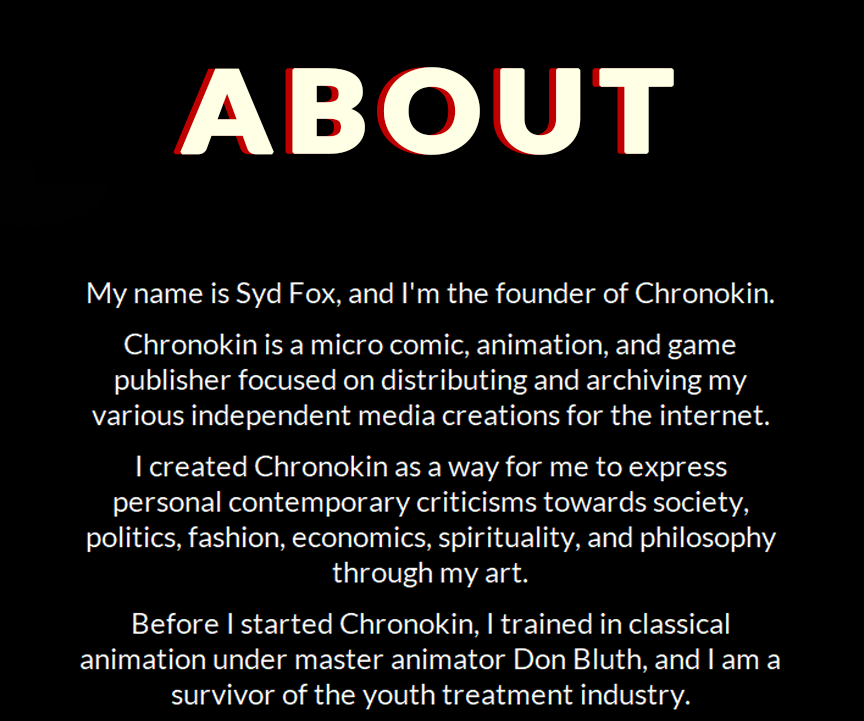 ABOUT
My name is Syd Fox, and I'm the founder of Chronokin.
Chronokin is a micro comic, animation, and game
publisher focused on distributing and archiving my
various independent media creations for the internet.
I created Chronokin as a way for me to express
personal contemporary criticisms towards society,
politics, fashion, economics, spirituality, and philosophy
through my art.
Before I started Chronokin, I trained in classical
animation under master animator Don Bluth, and I am a
survivor of the youth treatment industry.